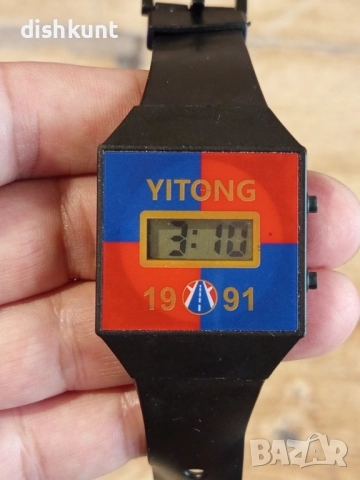 dishkunt
YITONG
3:10
19 91
BAZAR